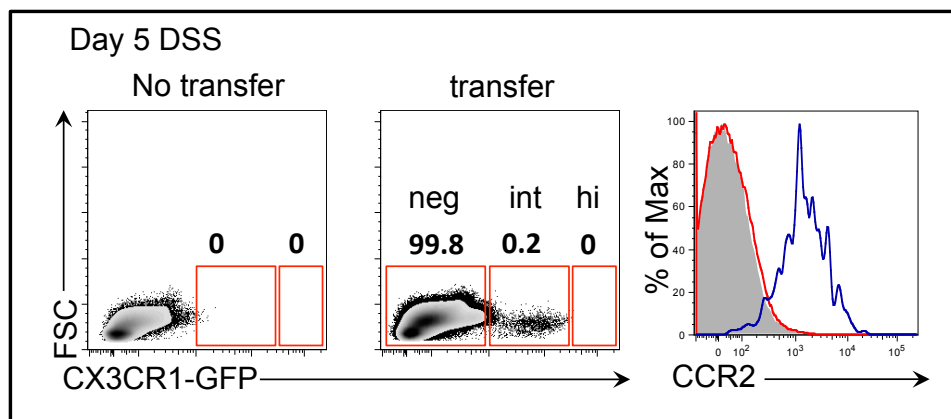 Day 5 DSS
No transfer
transfer
FSC
0 0
neg int hi
99.8 0.2 0
CX3CR1-GFP
% of Max
100
80
60
40
20
0
0 10² 10³ 10⁴ 10⁵
CCR2